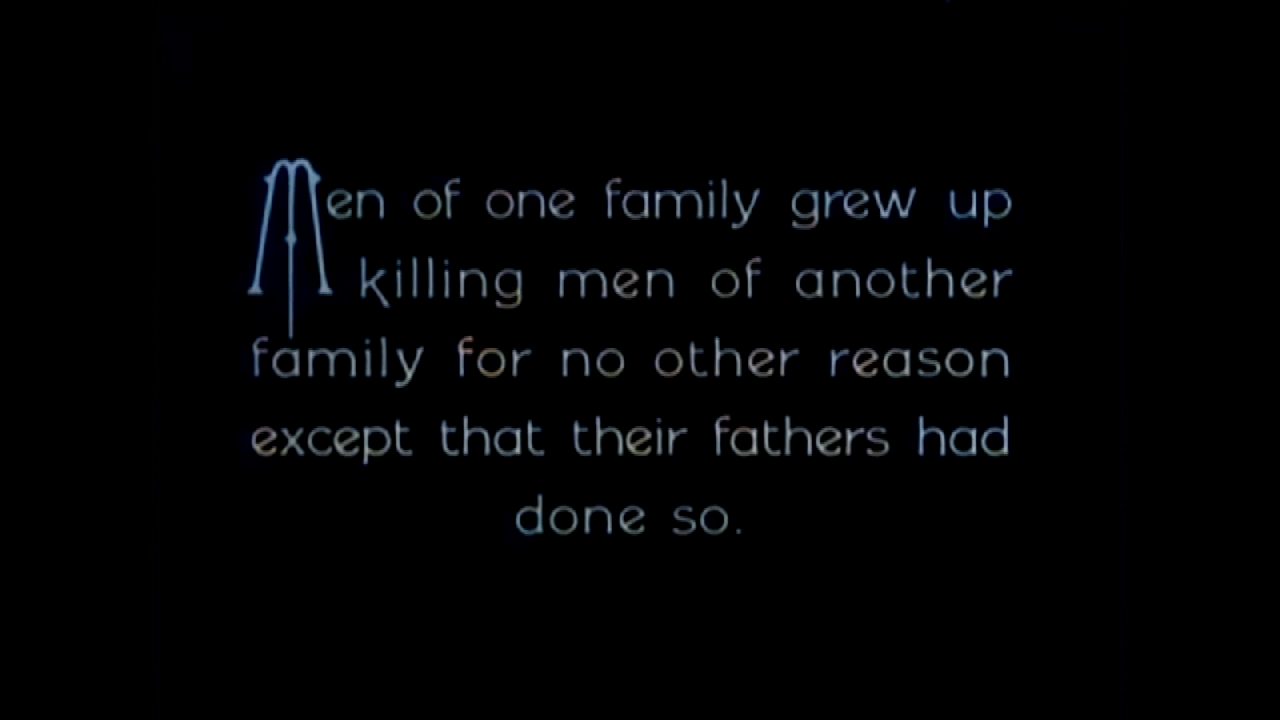 Men of one family grew up
killing men of another
family for no other reason
except that their fathers had
done so.